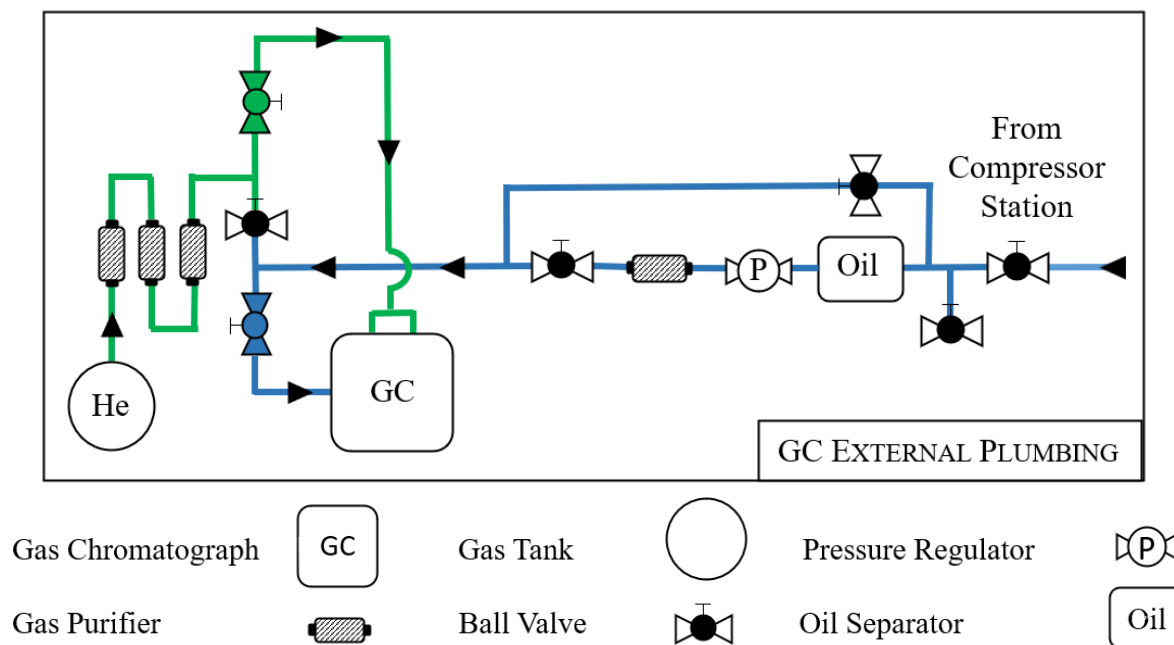 From
Compressor
Station
P
Oil
He
GC
GC EXTERNAL PLUMBING
Gas Chromatograph
GC
Gas Tank
Pressure Regulator
P
Gas Purifier
Ball Valve
Oil Separator
Oil